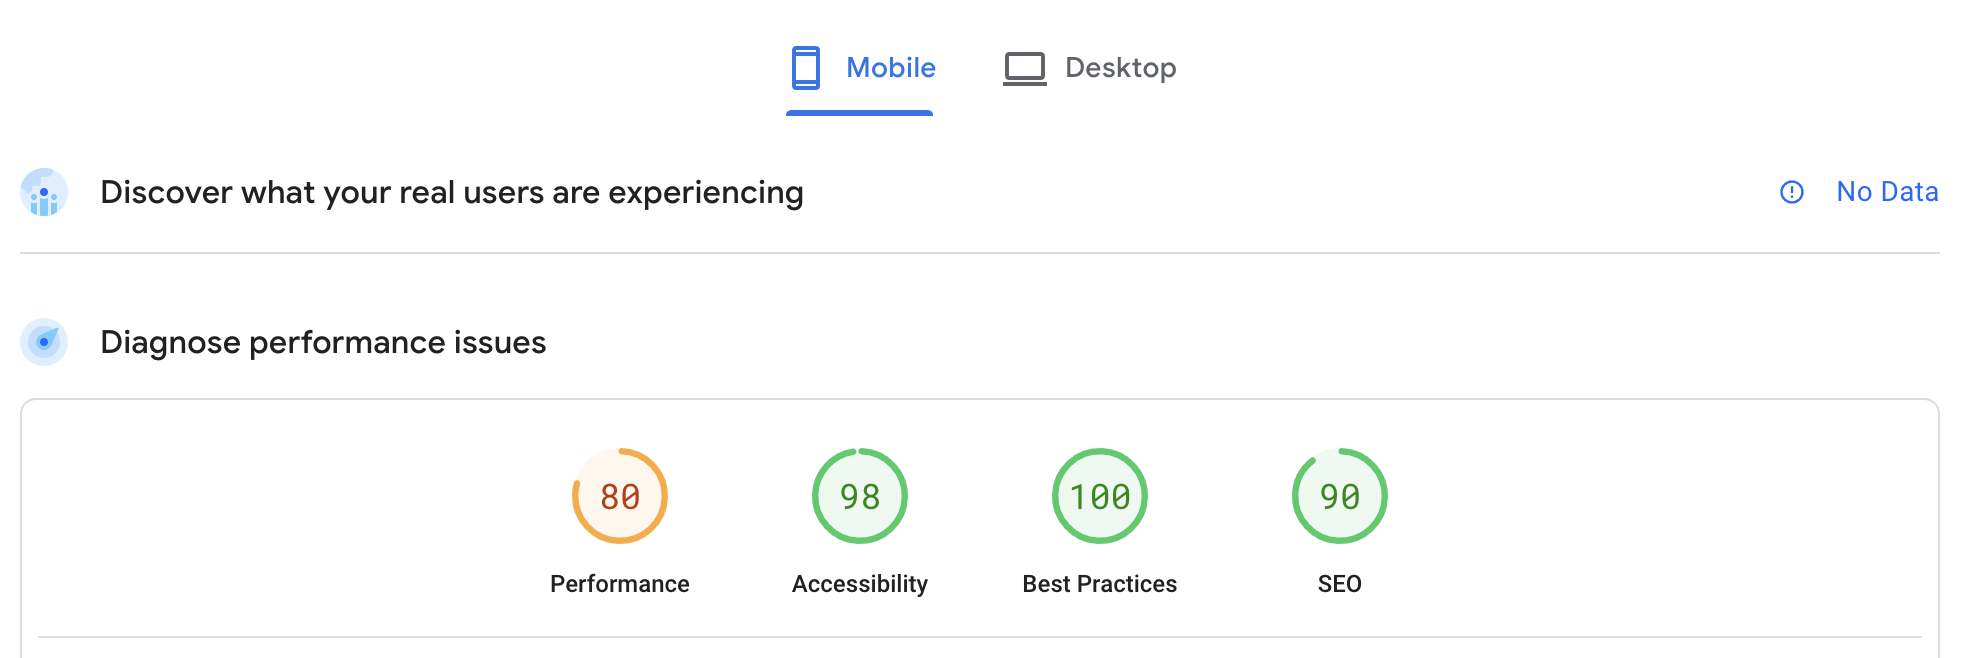 Mobile Desktop
Discover what your real users are experiencing No Data
Diagnose performance issues
80 98 100 90
Performance Accessibility Best Practices SEO